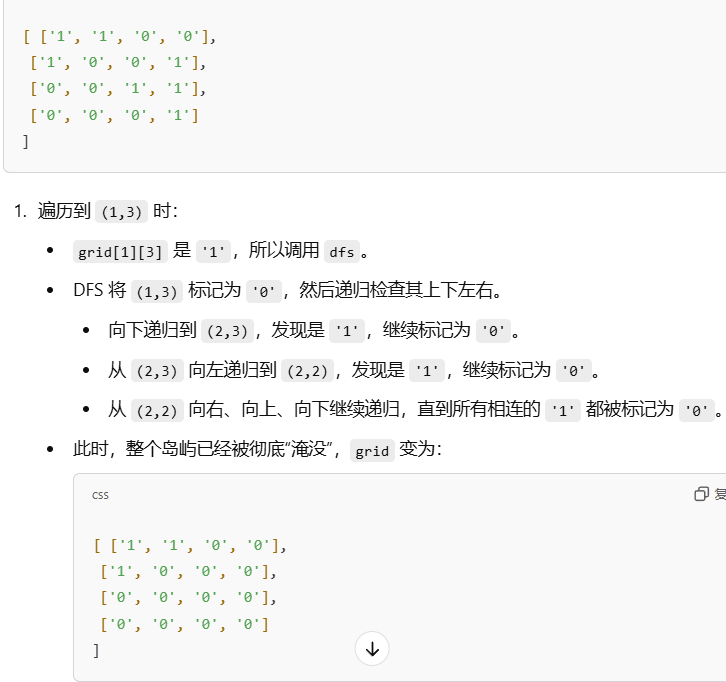 [ ['1', '1', '0', '0'],
['1', '0', '0', '1'],
['0', '0', '1', '1'],
['0', '0', '0', '1']
]
1. 遍历到 (1,3) 时：
• grid[1][3] 是 '1'，所以调用 dfs。
• DFS 将 (1,3) 标记为 '0'，然后递归检查其上下左右。
• 向下递归到 (2,3)，发现是 '1'，继续标记为 '0'。
• 从 (2,3) 向左递归到 (2,2)，发现是 '1'，继续标记为 '0'。
• 从 (2,2) 向右、向上、向下继续递归，直到所有相连的 '1' 都被标记为 '0'。
• 此时，整个岛屿已经被彻底“淹没”，grid 变为：
css 复
[ ['1', '1', '0', '0'],
['1', '0', '0', '0'],
['0', '0', '0', '0'],
['0', '0', '0', '0']
]